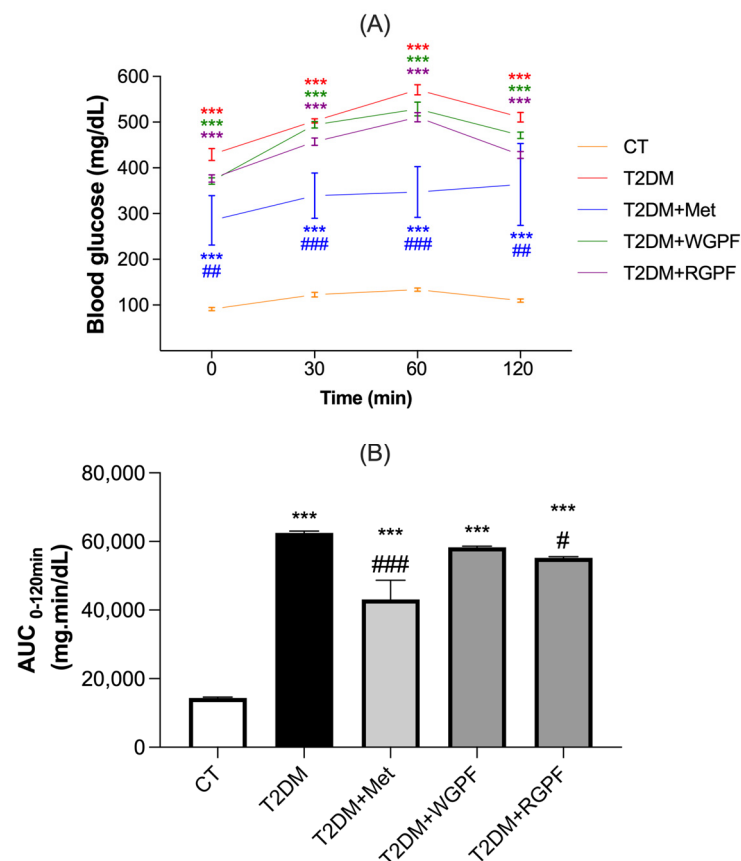 (A)
***
***
***
***
***
***
***
***
***
***
***
***
600
500
400
300
200
100
Blood glucose (mg/dL)
***
##
***
###
***
###
***
##
0
30
60
120
Time (min)
CT
T2DM
T2DM+Met
T2DM+WGPF
T2DM+RGPF
(B)
80,000
60,000
40,000
20,000
0
AUC 0-120min
(mg.min/dL)
***
***
###
***
***
#
CT
T2DM
T2DM+Met
T2DM+WGPF
T2DM+RGPF